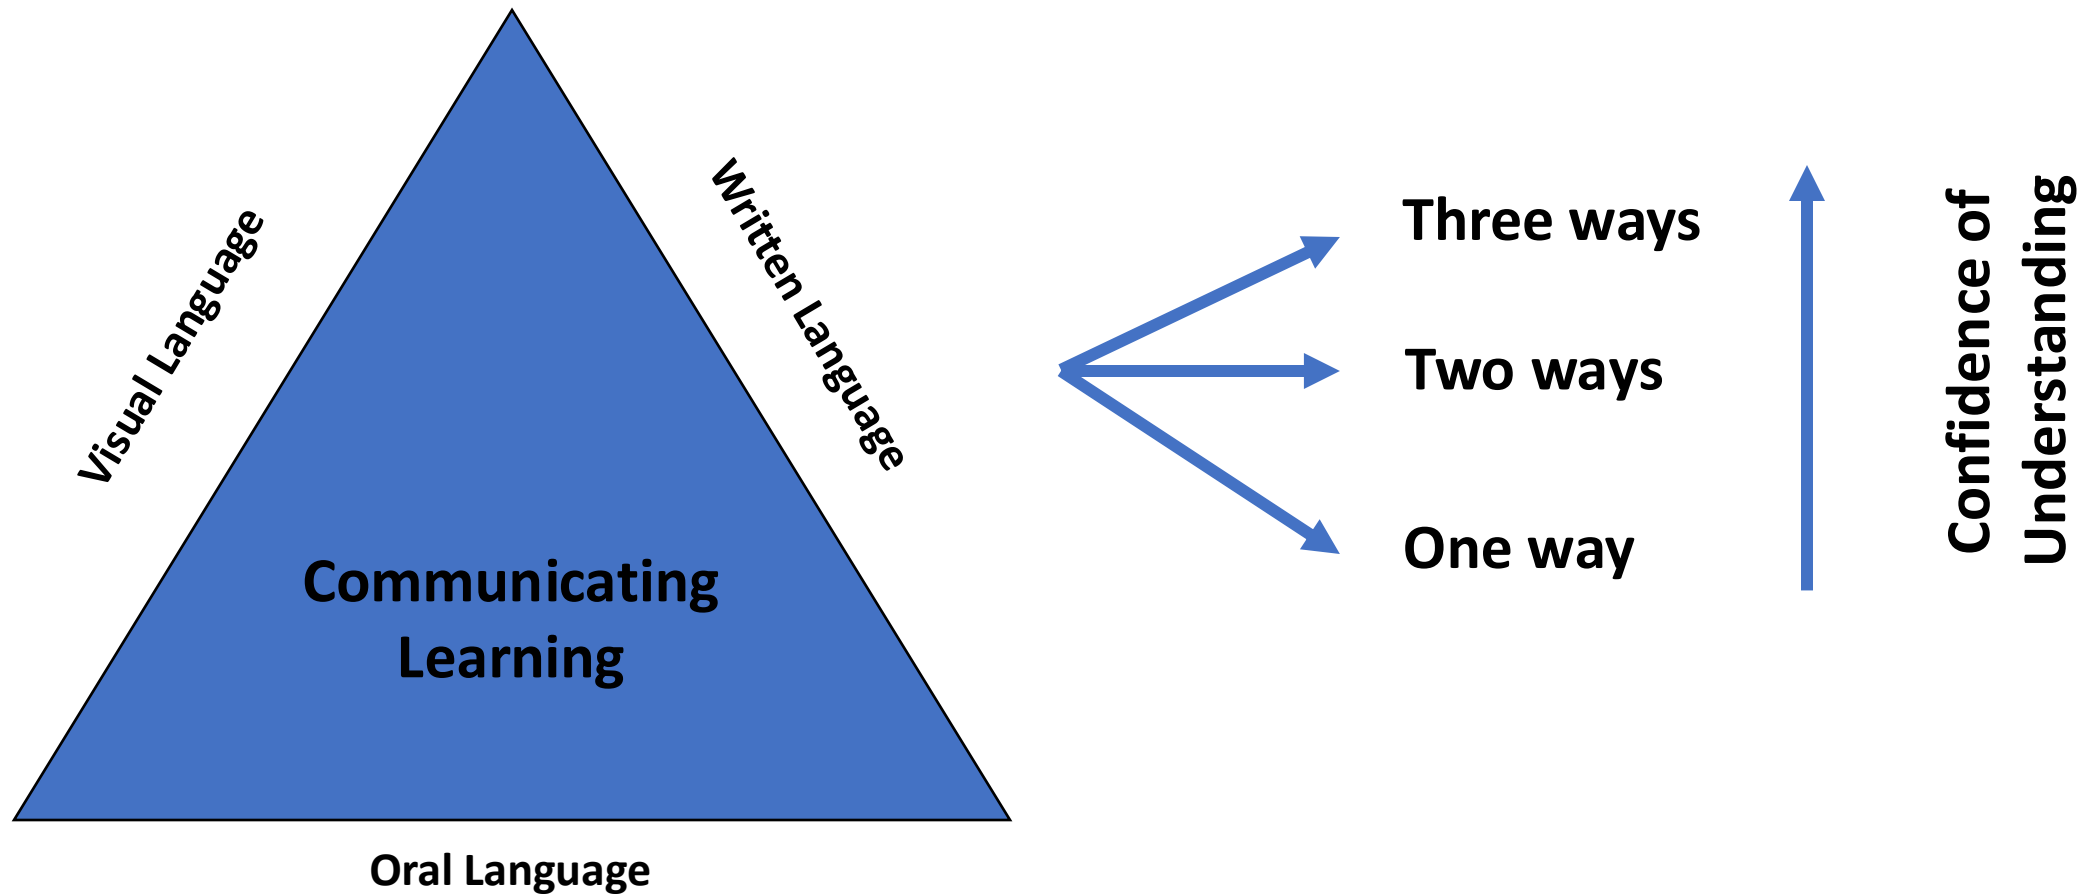 Visual Language
Written Language
Communicating
Learning
Oral Language
Three ways
Two ways
One way
Confidence of
Understanding